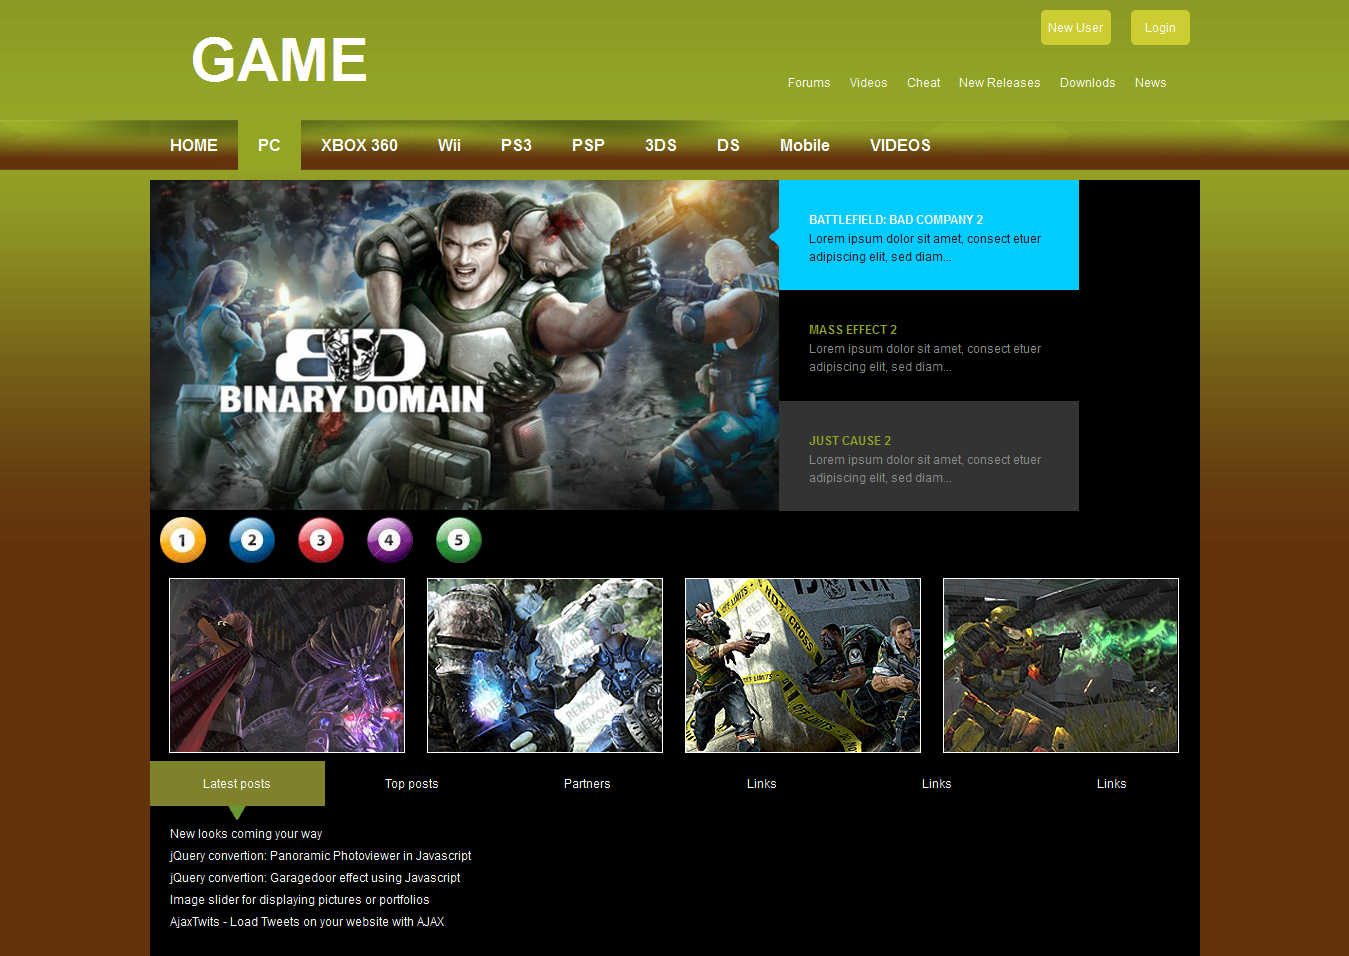 New User
Login
GAME
Forums
Videos
Cheat
New Releases
Downlods
News
HOME
PC
XBOX 360
Wii
PS3
PSP
3DS
DS
Mobile
VIDEOS
BINARY DOMAIN
BATTLEFIELD: BAD COMPANY 2
Lorem ipsum dolor sit amet, consect etuer
adipiscing elit, sed diam...
MASS EFFECT 2
Lorem ipsum dolor sit amet, consect etuer
adipiscing elit, sed diam...
JUST CAUSE 2
Lorem ipsum dolor sit amet, consect etuer
adipiscing elit, sed diam...
1
2
3
4
5
Latest posts
Top posts
Partners
Links
Links
Links
New looks coming your way
jQuery convertion: Panoramic Photoviewer in Javascript
jQuery convertion: Garagedoor effect using Javascript
Image slider for displaying pictures or portfolios
AjaxTwits - Load Tweets on your website with AJAX